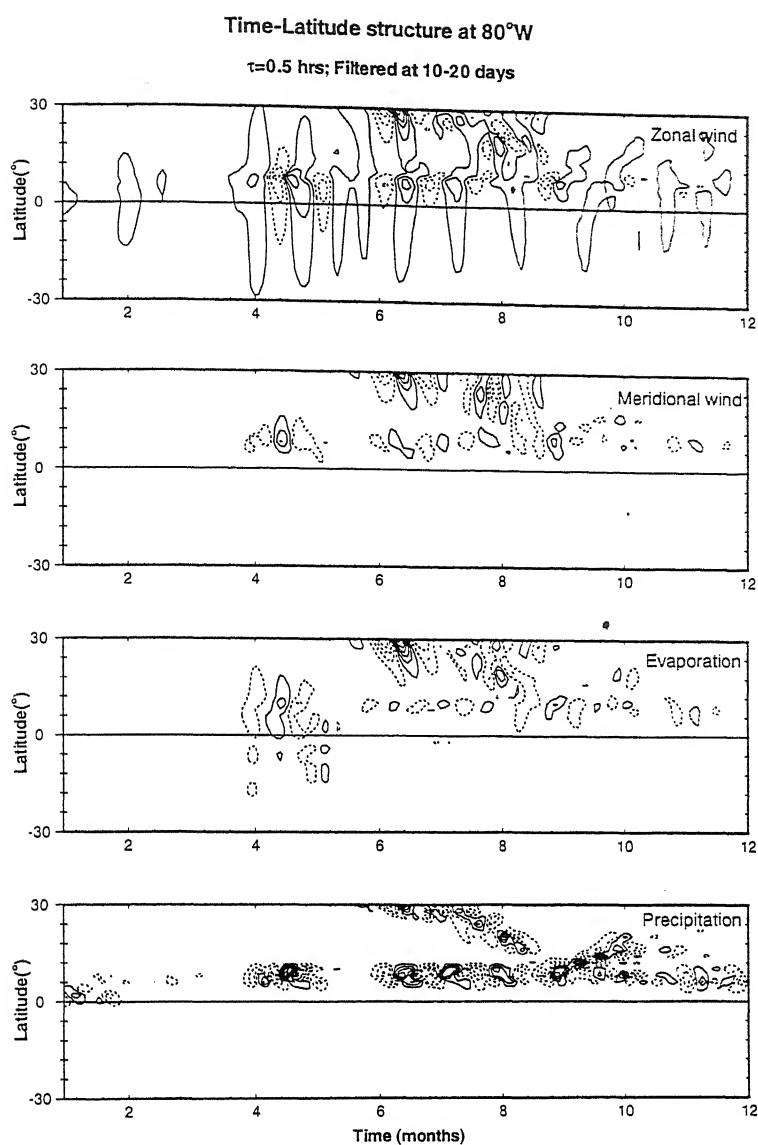 Time-Latitude structure at 80°W
τ=0.5 hrs; Filtered at 10-20 days
30
Zonal wind
Latitude(°)
0
-30
2 4 6 8 10 12
30
Meridional wind
Latitude(°)
0
-30
2 4 6 8 10 12
30
Evaporation
Latitude(°)
0
-30
2 4 6 8 10 12
30
Precipitation
Latitude(°)
0
-30
2 4 6 8 10 12
Time (months)